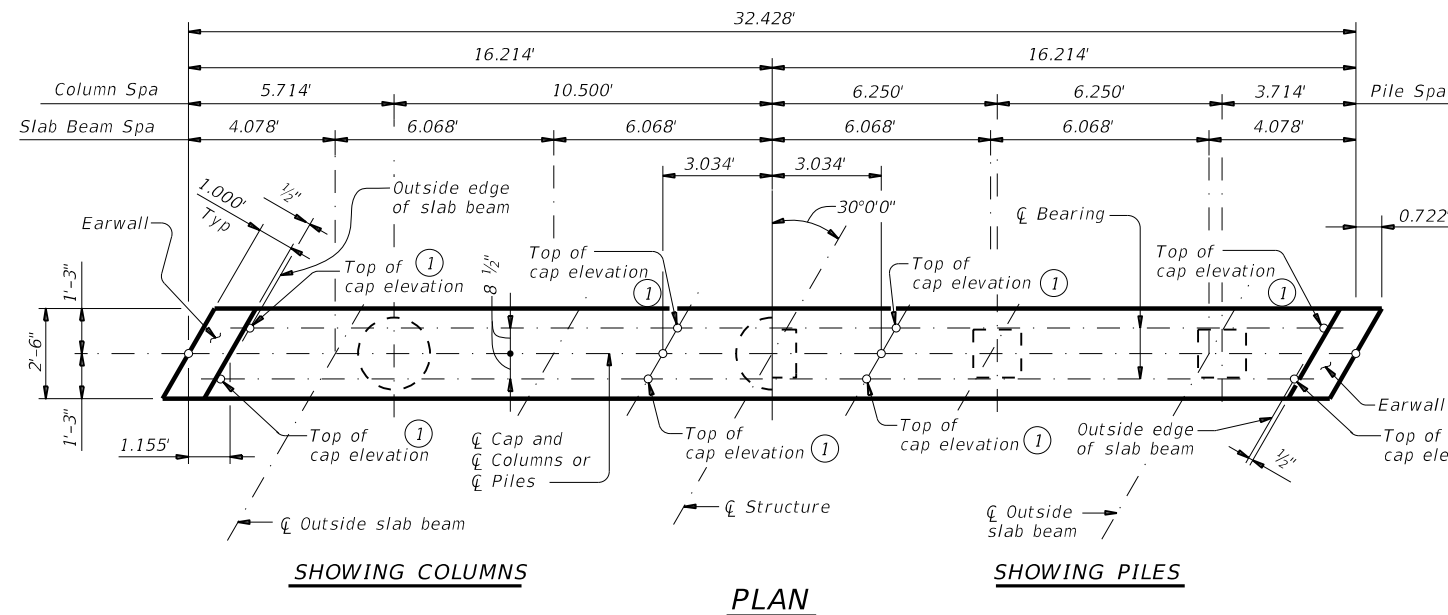 32.428'
16.214' 16.214'
Column Spa 5.714' 10.500' 6.250' 6.250' 3.714' Pile Spa
Slab Beam Spa 4.078' 6.068' 6.068' 6.068' 6.068' 4.078'
3.034' 3.034'
1.000'
Typ
½"
Outside edge
of slab beam
Earwall
30°0'0"
℄ Bearing
0.722'
Top of
cap elevation
1
8 ½"
Top of
cap elevation
1
Top of
cap elevation
1
Top of
cap elevation
1
1'-3"
2'-6"
1'-3"
1.155'
Top of
cap elevation
1
℄ Cap and
℄ Columns or
℄ Piles
Top of
cap elevation
1
Top of
cap elevation
1
Outside edge
of slab beam
½"
Earwall
Top of
cap ele
℄ Outside slab beam
℄ Structure
℄ Outside
slab beam
SHOWING COLUMNS
SHOWING PILES
PLAN